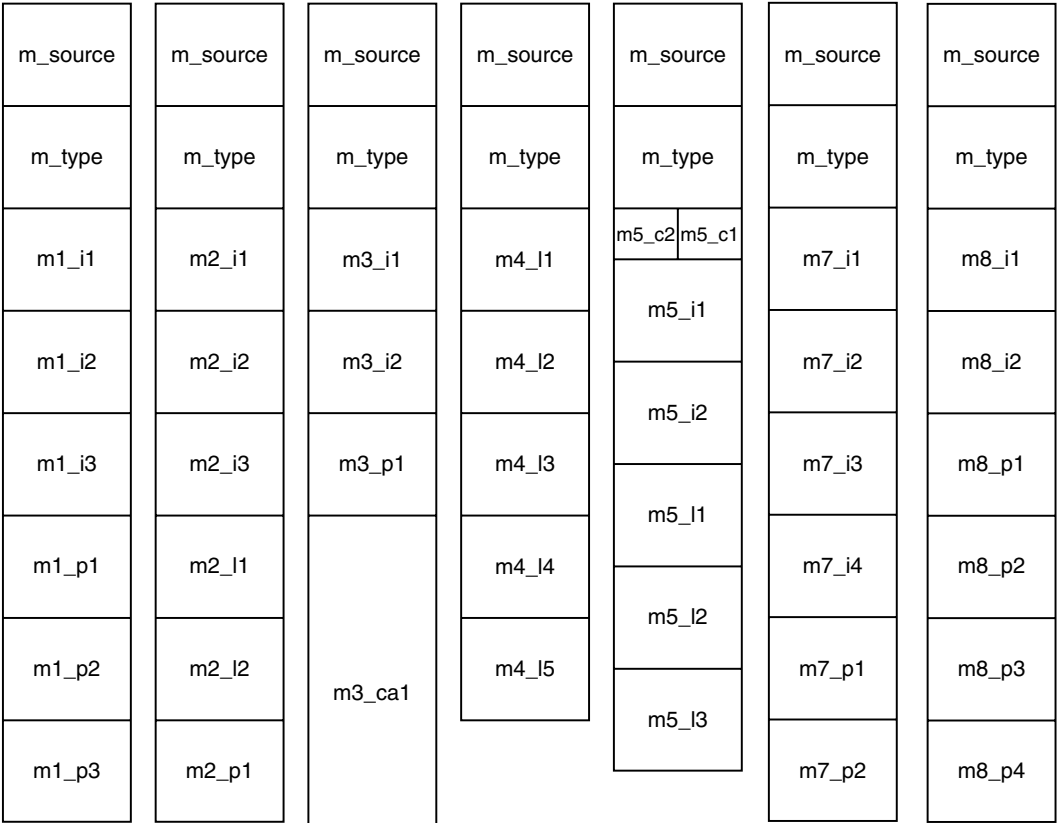 m_source
m_type
m1_i1
m1_i2
m1_i3
m1_p1
m1_p2
m1_p3
m_source
m_type
m2_i1
m2_i2
m2_i3
m2_l1
m2_l2
m2_p1
m_source
m_type
m3_i1
m3_i2
m3_p1
m3_ca1
m_source
m_type
m4_l1
m4_l2
m4_l3
m4_l4
m4_l5
m_source
m_type
m5_c2 m5_c1
m5_i1
m5_i2
m5_l1
m5_l2
m5_l3
m_source
m_type
m7_i1
m7_i2
m7_i3
m7_i4
m7_p1
m7_p2
m_source
m_type
m8_i1
m8_i2
m8_p1
m8_p2
m8_p3
m8_p4